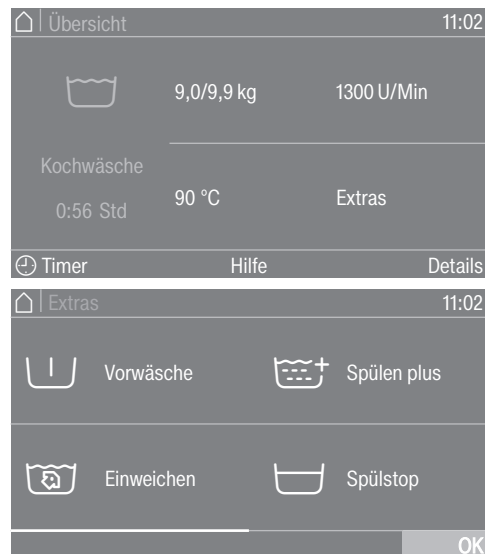 Übersicht 11:02
9,0/9,9 kg 1300 U/Min
Kochwäsche
0:56 Std
90 °C Extras
Timer Hilfe Details
Extras 11:02
Vorwäsche Spülen plus
Einweichen Spülstop
OK